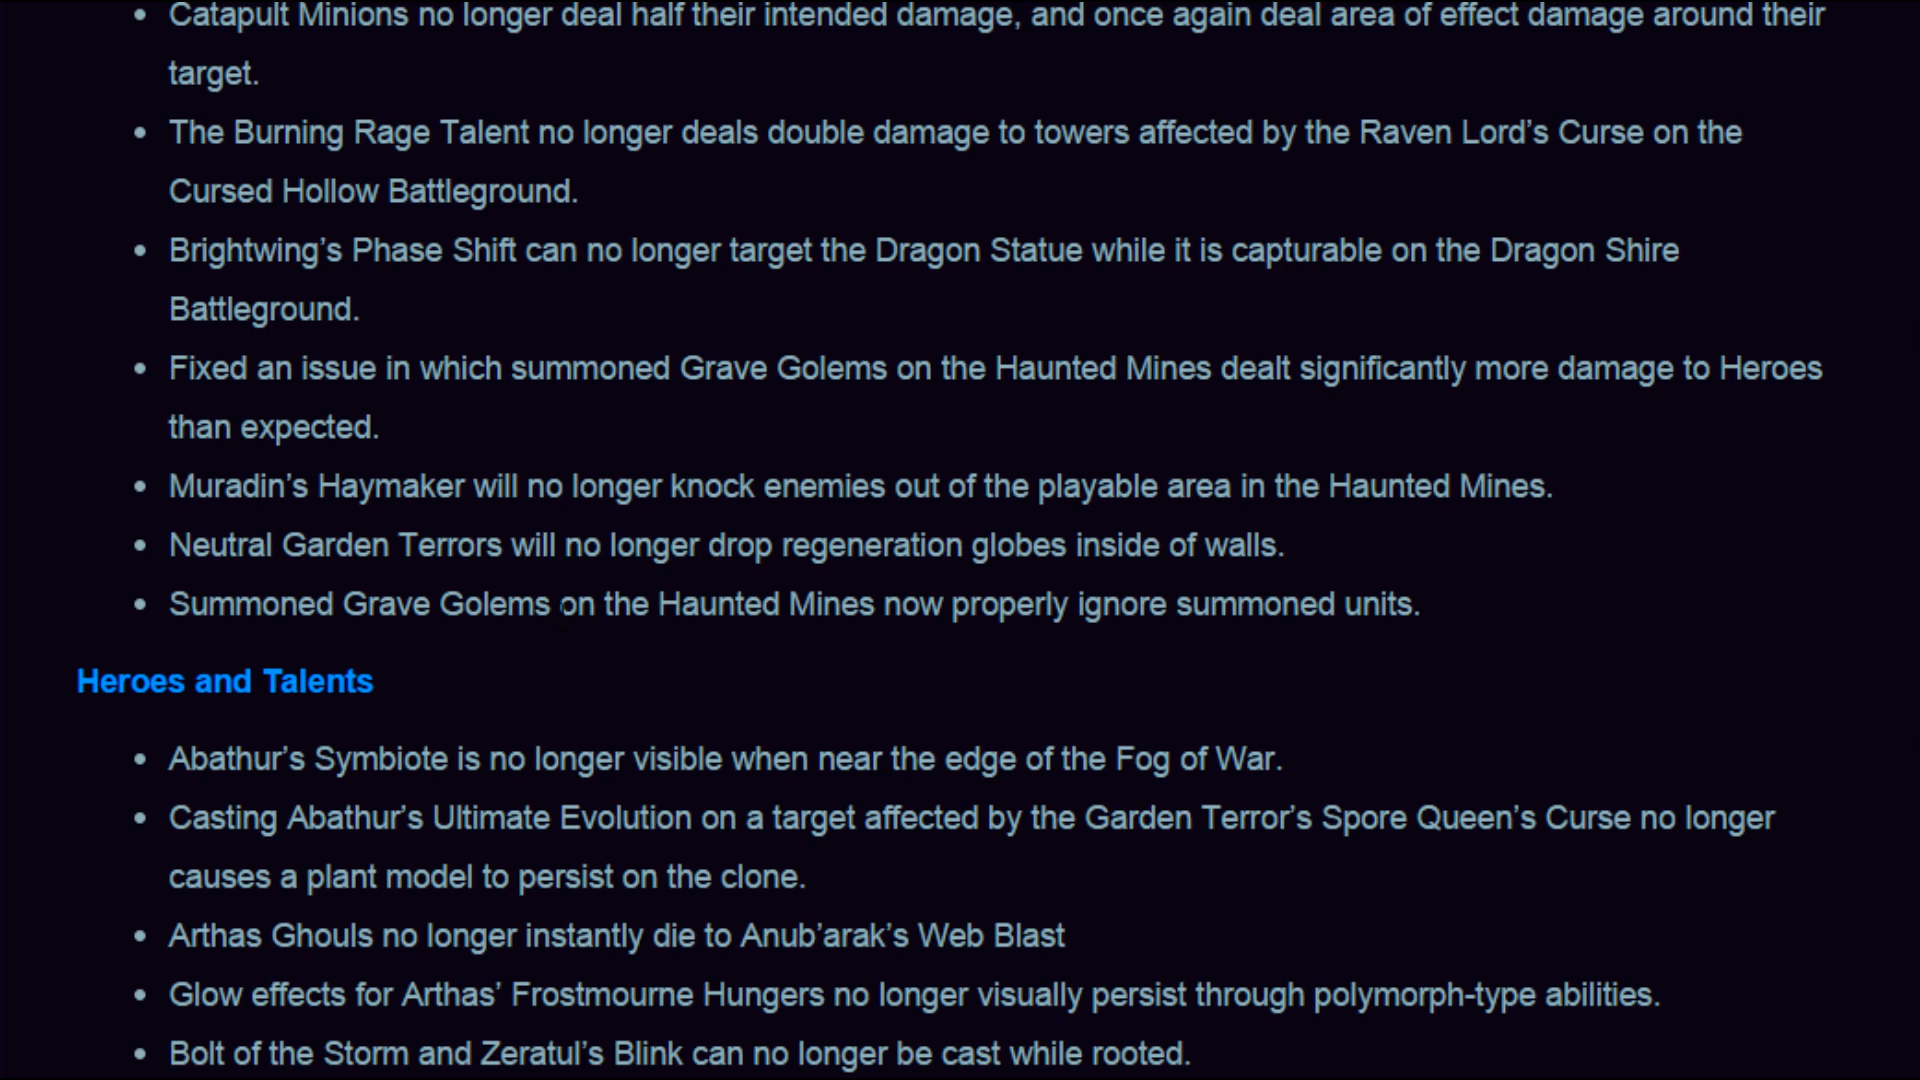 Catapult Minions no longer deal half their intended damage, and once again deal area of effect damage around their
target.
The Burning Rage Talent no longer deals double damage to towers affected by the Raven Lord’s Curse on the
Cursed Hollow Battleground.
Brightwing’s Phase Shift can no longer target the Dragon Statue while it is capturable on the Dragon Shire
Battleground.
Fixed an issue in which summoned Grave Golems on the Haunted Mines dealt significantly more damage to Heroes
than expected.
Muradin’s Haymaker will no longer knock enemies out of the playable area in the Haunted Mines.
Neutral Garden Terrors will no longer drop regeneration globes inside of walls.
Summoned Grave Golems on the Haunted Mines now properly ignore summoned units.
Heroes and Talents
Abathur’s Symbiote is no longer visible when near the edge of the Fog of War.
Casting Abathur’s Ultimate Evolution on a target affected by the Garden Terror’s Spore Queen’s Curse no longer
causes a plant model to persist on the clone.
Arthas Ghouls no longer instantly die to Anub’arak’s Web Blast
Glow effects for Arthas’ Frostmourne Hungers no longer visually persist through polymorph-type abilities.
Bolt of the Storm and Zeratul’s Blink can no longer be cast while rooted.